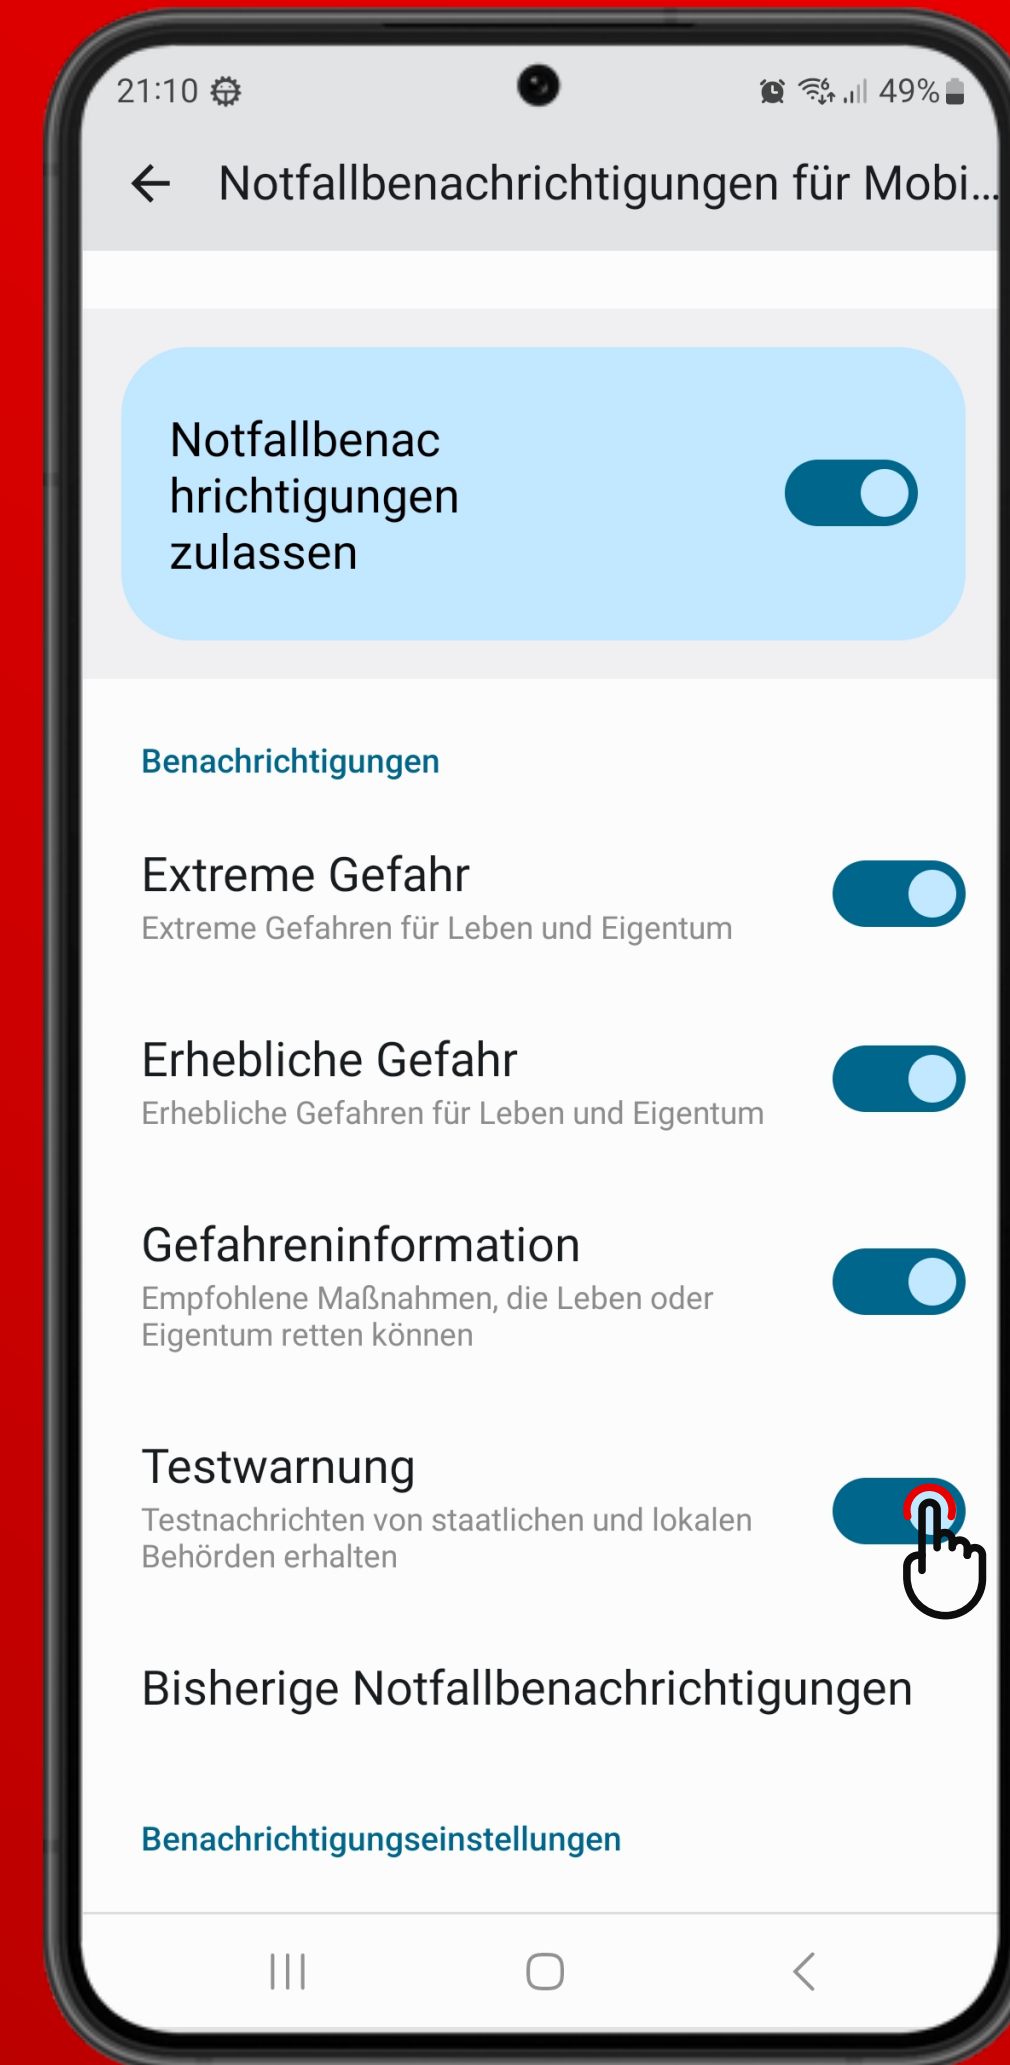 21:10
49%
Notfallbenachrichtigungen für Mobi...
Notfallbenac
hrichtigungen
zulassen
Benachrichtigungen
Extreme Gefahr
Extreme Gefahren für Leben und Eigentum
Erhebliche Gefahr
Erhebliche Gefahren für Leben und Eigentum
Gefahreninformation
Empfohlene Maßnahmen, die Leben oder
Eigentum retten können
Testwarnung
Testnachrichten von staatlichen und lokalen
Behörden erhalten
Bisherige Notfallbenachrichtigungen
Benachrichtigungseinstellungen